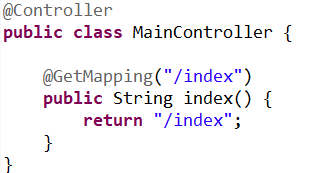 @Controller
public class MainController {
@GetMapping("/index")
public String index() {
return "/index";
}
}